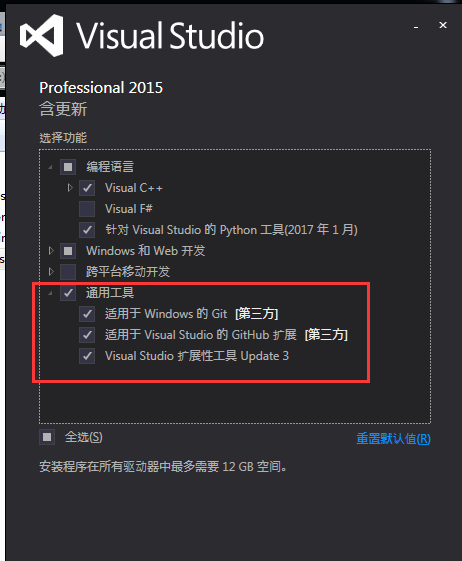 Visual Studio
Professional 2015
含更新
选择功能
编程语言
Visual C++
Visual F#
针对 Visual Studio 的 Python 工具(2017 年 1 月)
Windows 和 Web 开发
跨平台移动开发
通用工具
适用于 Windows 的 Git [第三方]
适用于 Visual Studio 的 GitHub 扩展 [第三方]
Visual Studio 扩展性工具 Update 3
全选(S) 重置默认值(R)
安装程序在所有驱动器中最多需要 12 GB 空间。